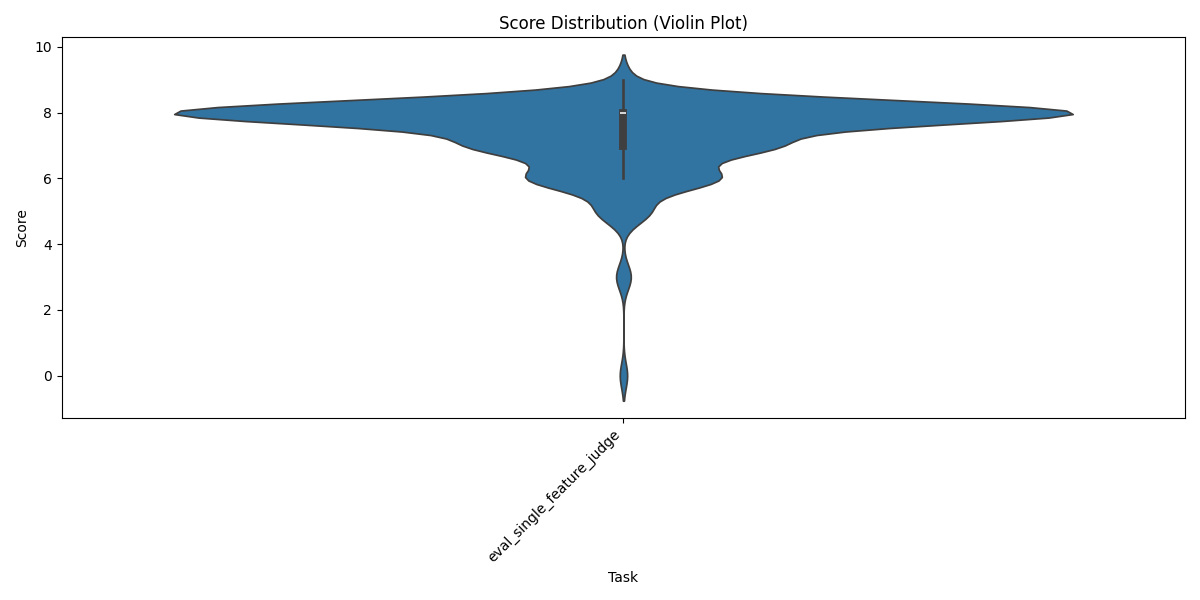 Score Distribution (Violin Plot)
10
8
6
4
2
0
Score
eval_single_feature_judge
Task